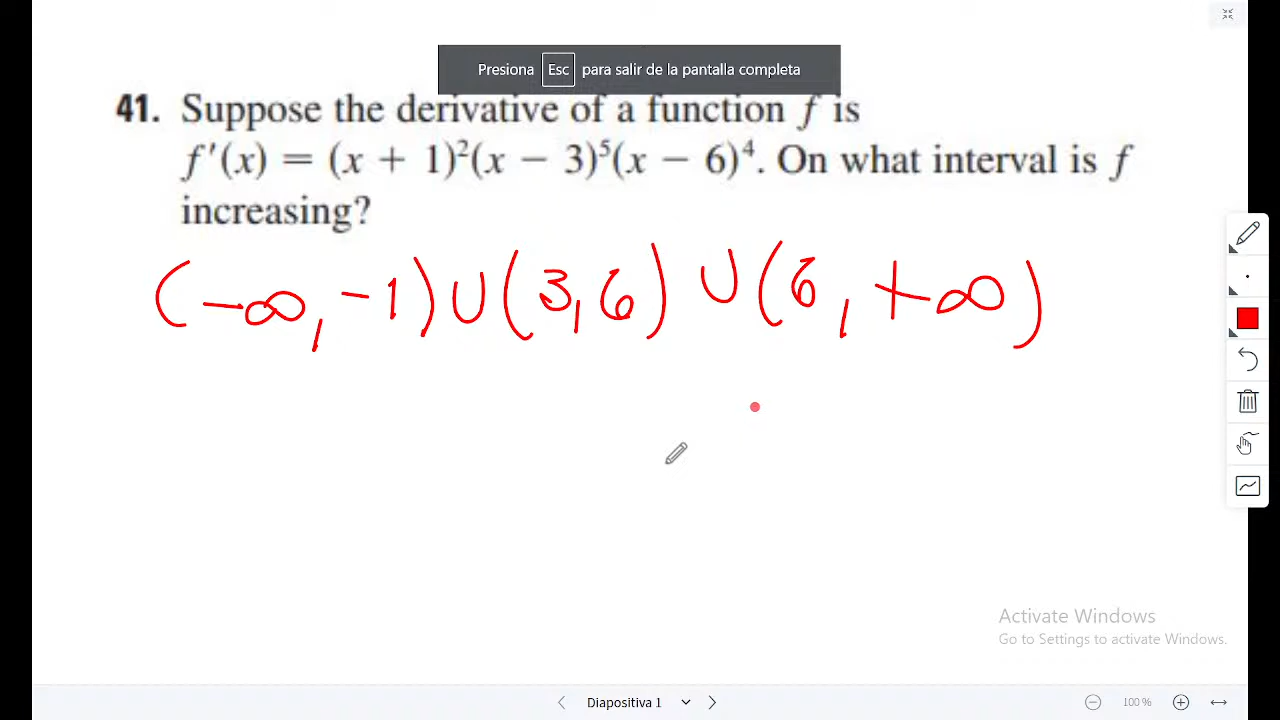 Presiona Esc para salir de la pantalla completa
41. Suppose the derivative of a function f is
f'(x) = (x + 1)²(x − 3)⁵(x − 6)⁴. On what interval is f
increasing?
(-∞, -1) ∪ (3, 6) ∪ (6, +∞)
Activate Windows
Go to Settings to activate Windows.
Diapositiva 1
100 %